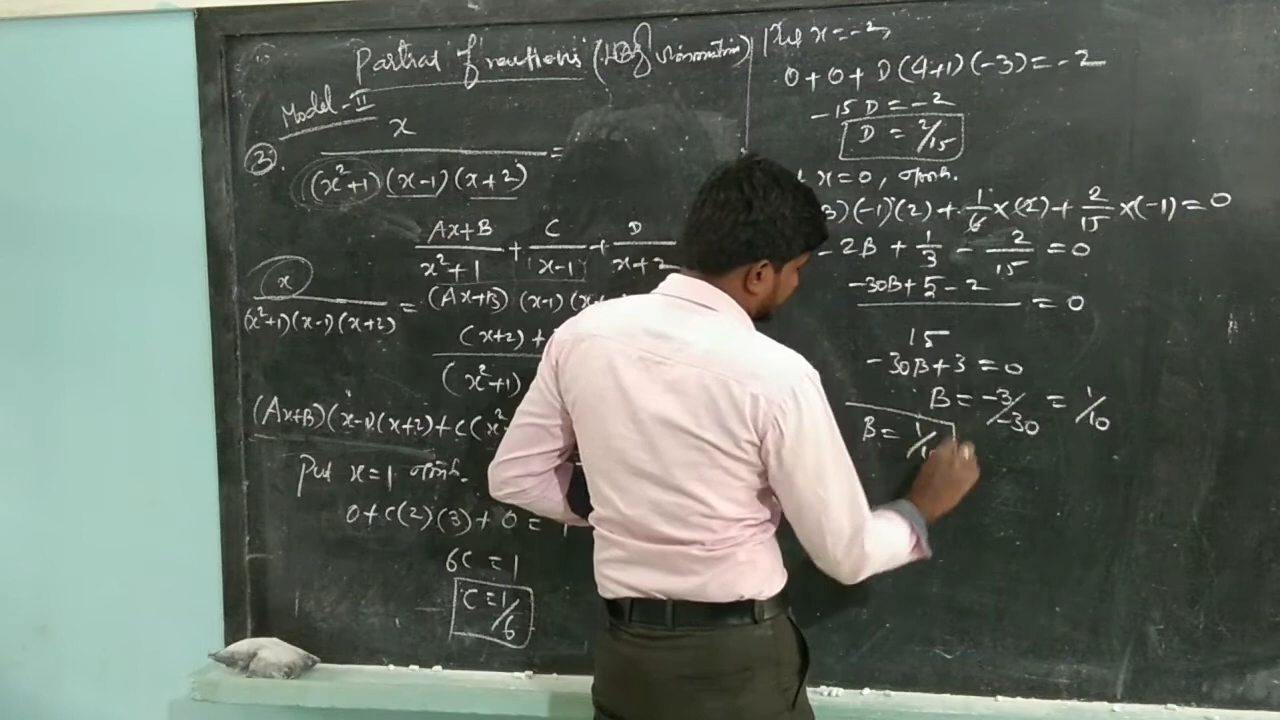 Partial fractions (
Model-II
3. x / (x²+1)(x-1)(x+2) =
Ax+B / x²+1 + C / x-1 + D / x+2
x / (x²+1)(x-1)(x+2) = (Ax+B)(x-1)(x+
(x+2)+
(x²+1)
(Ax+B)(x-1)(x+2)+C(x²
Put x=1
0+C(2)(3)+0 = 1
6C = 1
C = 1/6
Put x=-2,
0+0+D(4+1)(-3)=-2
-15D=-2
D = 2/15
x=0,
)(-1)(2)+1/6×(2)+2/15×(-1)=0
-2B+1/3-2/15=0
-30B+5-2 / 15 = 0
-30B+3=0
B=-3/-30=1/10
B=1/